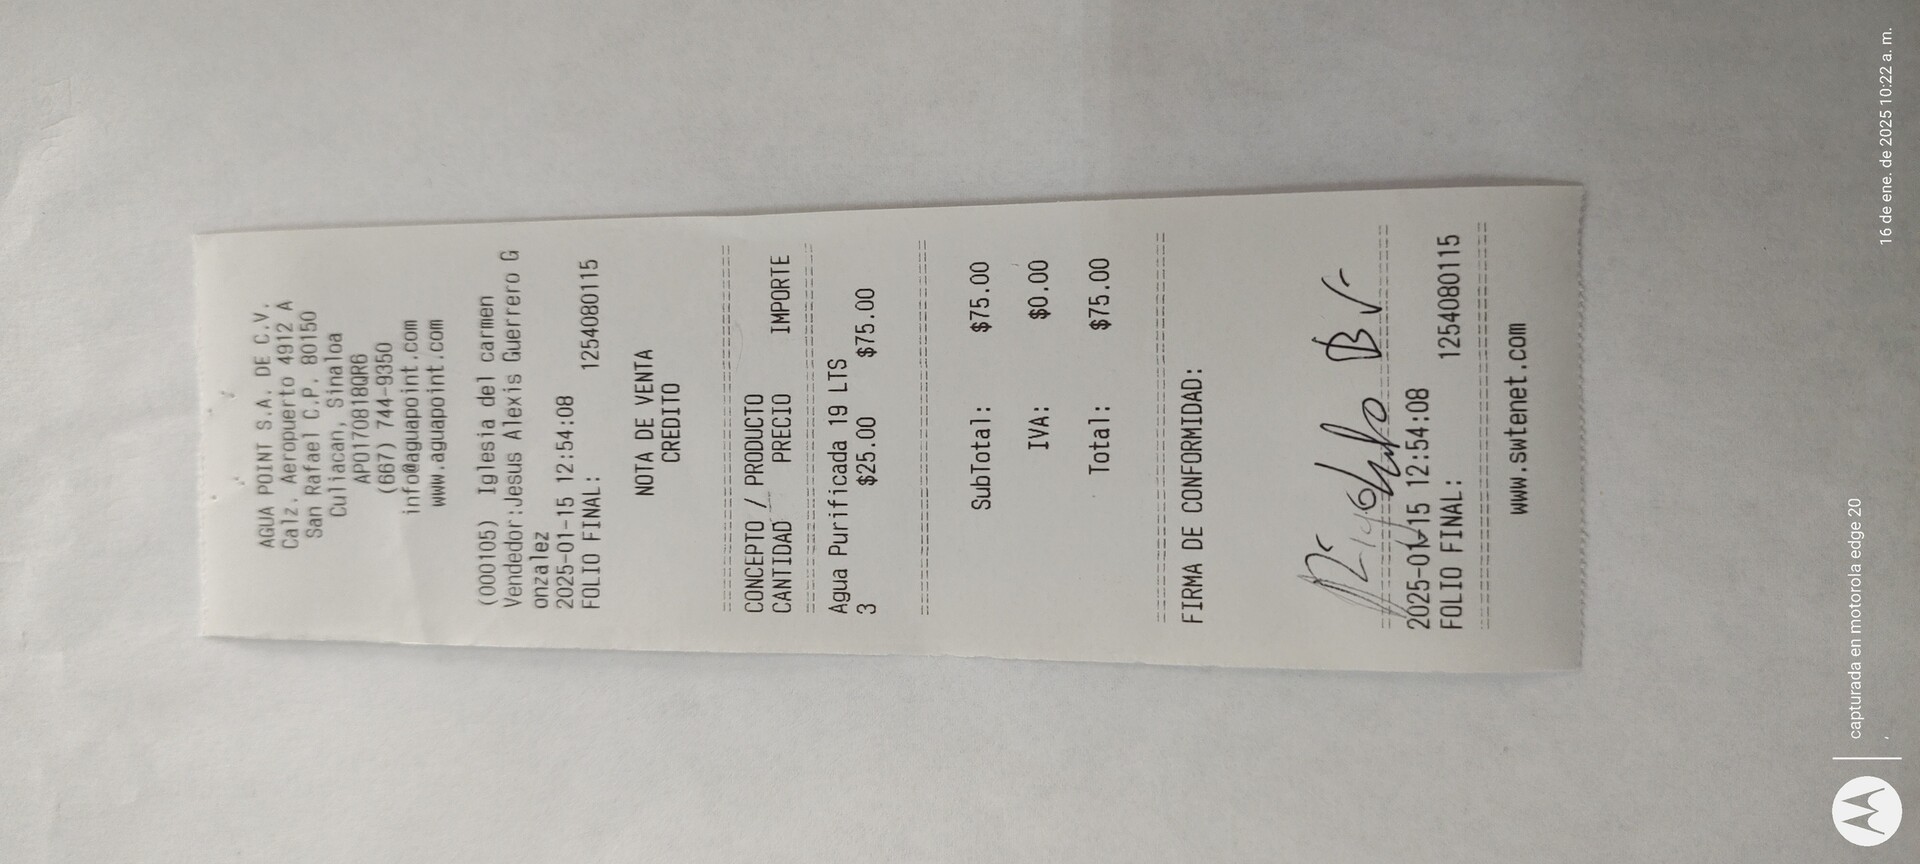 AGUA POINT S.A. DE C.V.
Calz. Aeropuerto 4912 A
San Rafael C.P. 80150
Culiacan, Sinaloa
APO170818QR6
(667) 744-9350
info@aguapoint.com
www.aguapoint.com
(000105) Iglesia del carmen
Vendedor:Jesus Alexis Guerrero G
onzalez
2025-01-15 12:54:08
FOLIO FINAL: 1254080115
NOTA DE VENTA
CREDITO
CONCEPTO / PRODUCTO
CANTIDAD PRECIO IMPORTE
Agua Purificada 19 LTS
3 $25.00 $75.00
SubTotal: $75.00
IVA: $0.00
Total: $75.00
FIRMA DE CONFORMIDAD:
2025-01-15 12:54:08
FOLIO FINAL: 1254080115
www.swtenet.com
capturada en motorola edge 20
16 de ene. de 2025 10:22 a. m.